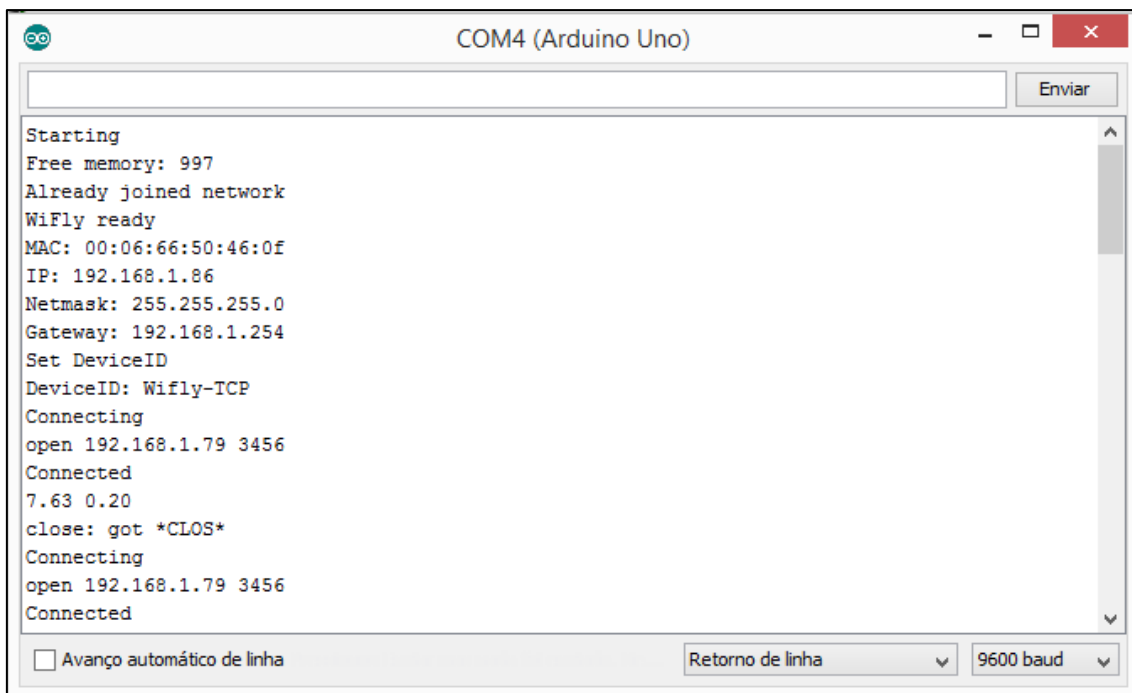 COM4 (Arduino Uno)
Enviar
Starting
Free memory: 997
Already joined network
WiFly ready
MAC: 00:06:66:50:46:0f
IP: 192.168.1.86
Netmask: 255.255.255.0
Gateway: 192.168.1.254
Set DeviceID
DeviceID: Wifly-TCP
Connecting
open 192.168.1.79 3456
Connected
7.63 0.20
close: got *CLOS*
Connecting
open 192.168.1.79 3456
Connected
Avanço automático de linha Retorno de linha 9600 baud